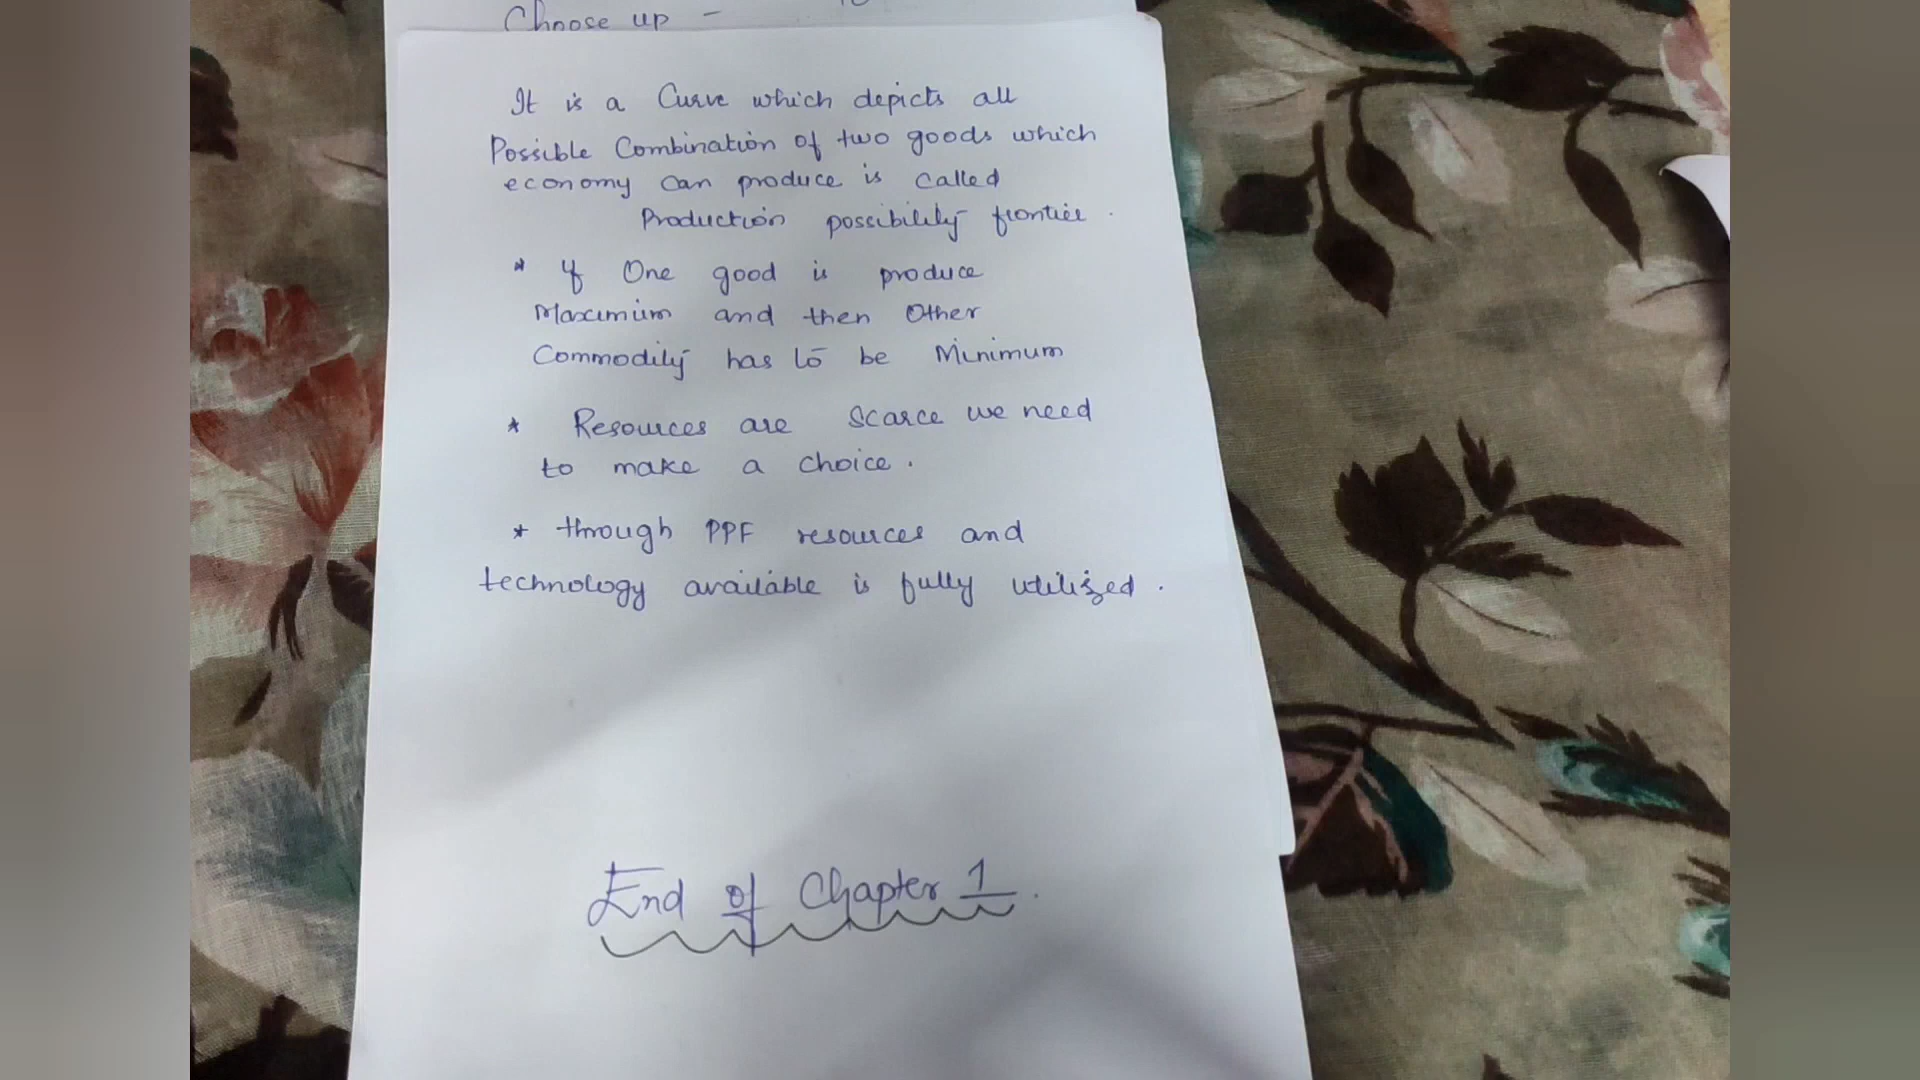 Choose up -
It is a Curve which depicts all
Possible Combination of two goods which
economy can produce is called
Production possibility frontier.
* If One good is produce
Maximum and then Other
Commodity has to be Minimum
* Resources are Scarce we need
to make a choice.
* through PPF resources and
technology available is fully utilized.
End of Chapter 1.